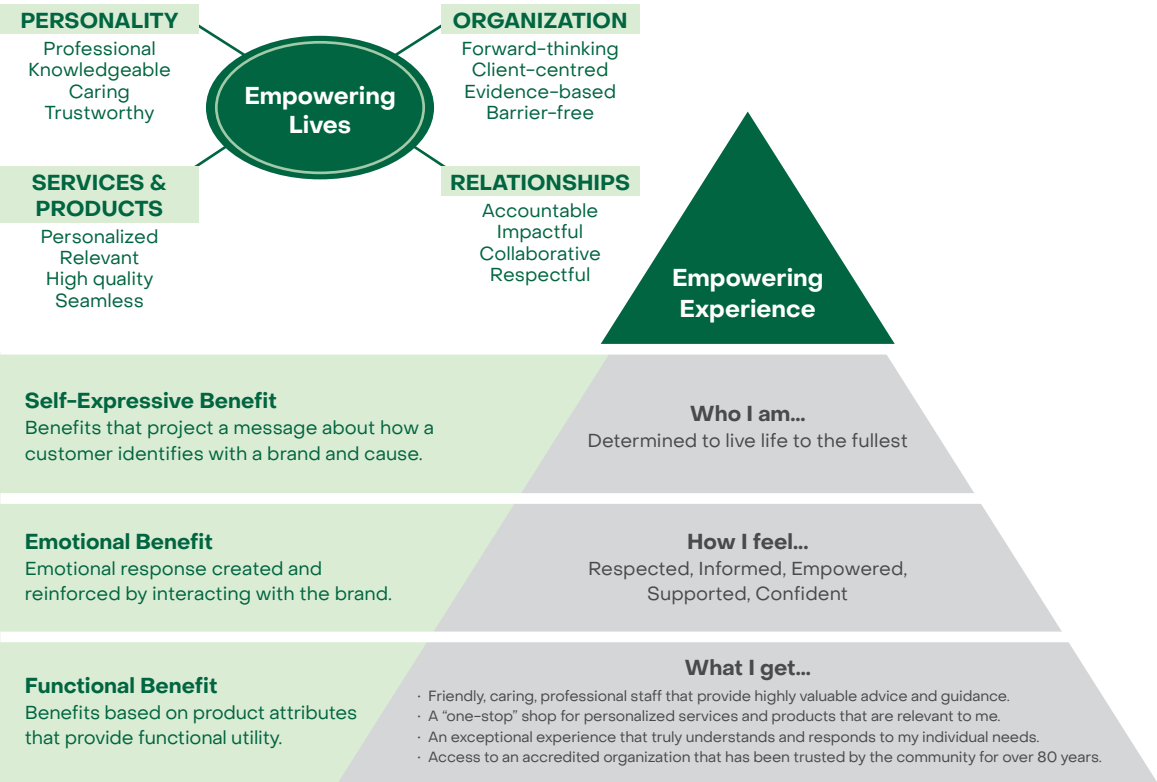 PERSONALITY
Professional
Knowledgeable
Caring
Trustworthy
Empowering
Lives
ORGANIZATION
Forward-thinking
Client-centred
Evidence-based
Barrier-free
SERVICES &
PRODUCTS
Personalized
Relevant
High quality
Seamless
RELATIONSHIPS
Accountable
Impactful
Collaborative
Respectful
Empowering
Experience
Self-Expressive Benefit
Benefits that project a message about how a
customer identifies with a brand and cause.
Who I am...
Determined to live life to the fullest
Emotional Benefit
Emotional response created and
reinforced by interacting with the brand.
How I feel...
Respected, Informed, Empowered,
Supported, Confident
Functional Benefit
Benefits based on product attributes
that provide functional utility.
What I get...
· Friendly, caring, professional staff that provide highly valuable advice and guidance.
· A “one-stop” shop for personalized services and products that are relevant to me.
· An exceptional experience that truly understands and responds to my individual needs.
· Access to an accredited organization that has been trusted by the community for over 80 years.